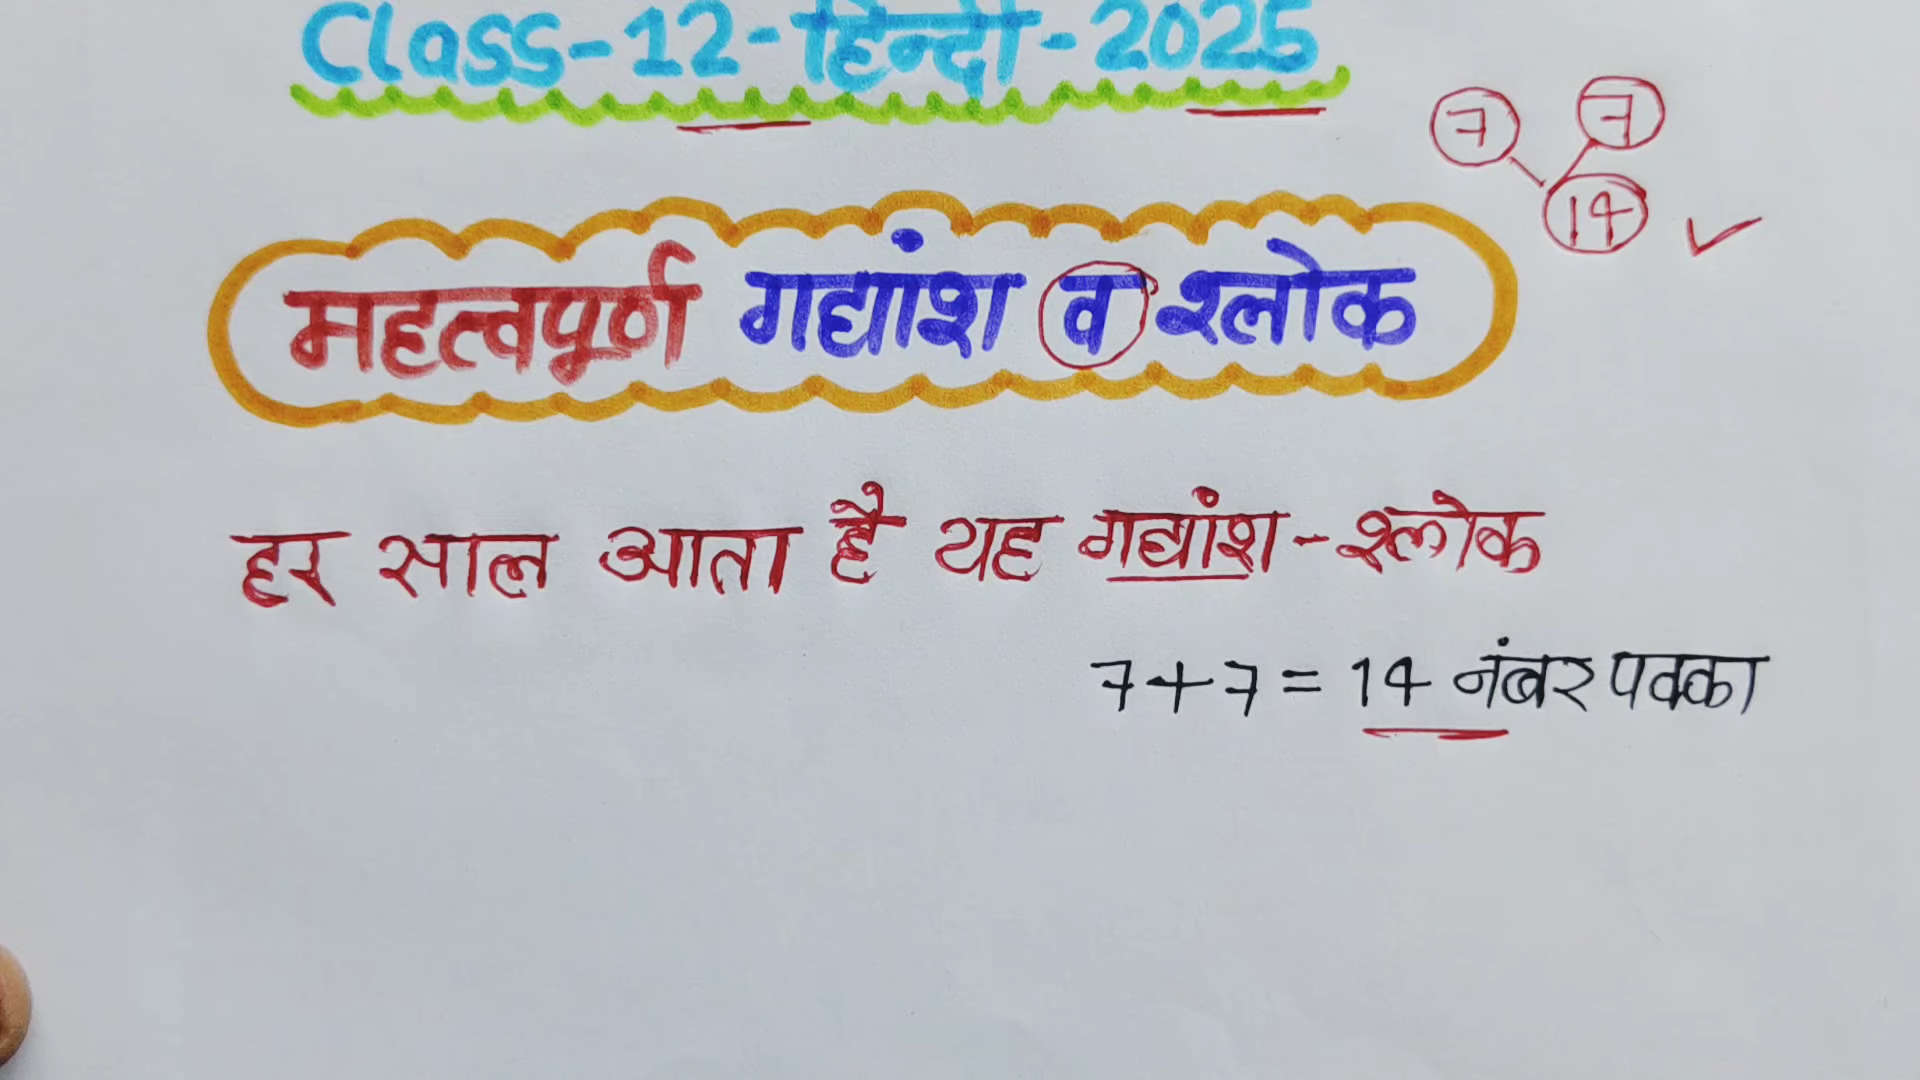 Class-12-हिन्दी-2025
7 7
14
महत्वपूर्ण गद्यांश व श्लोक
हर साल आता है यह गद्यांश-श्लोक
7+7=14 नंबर पक्का